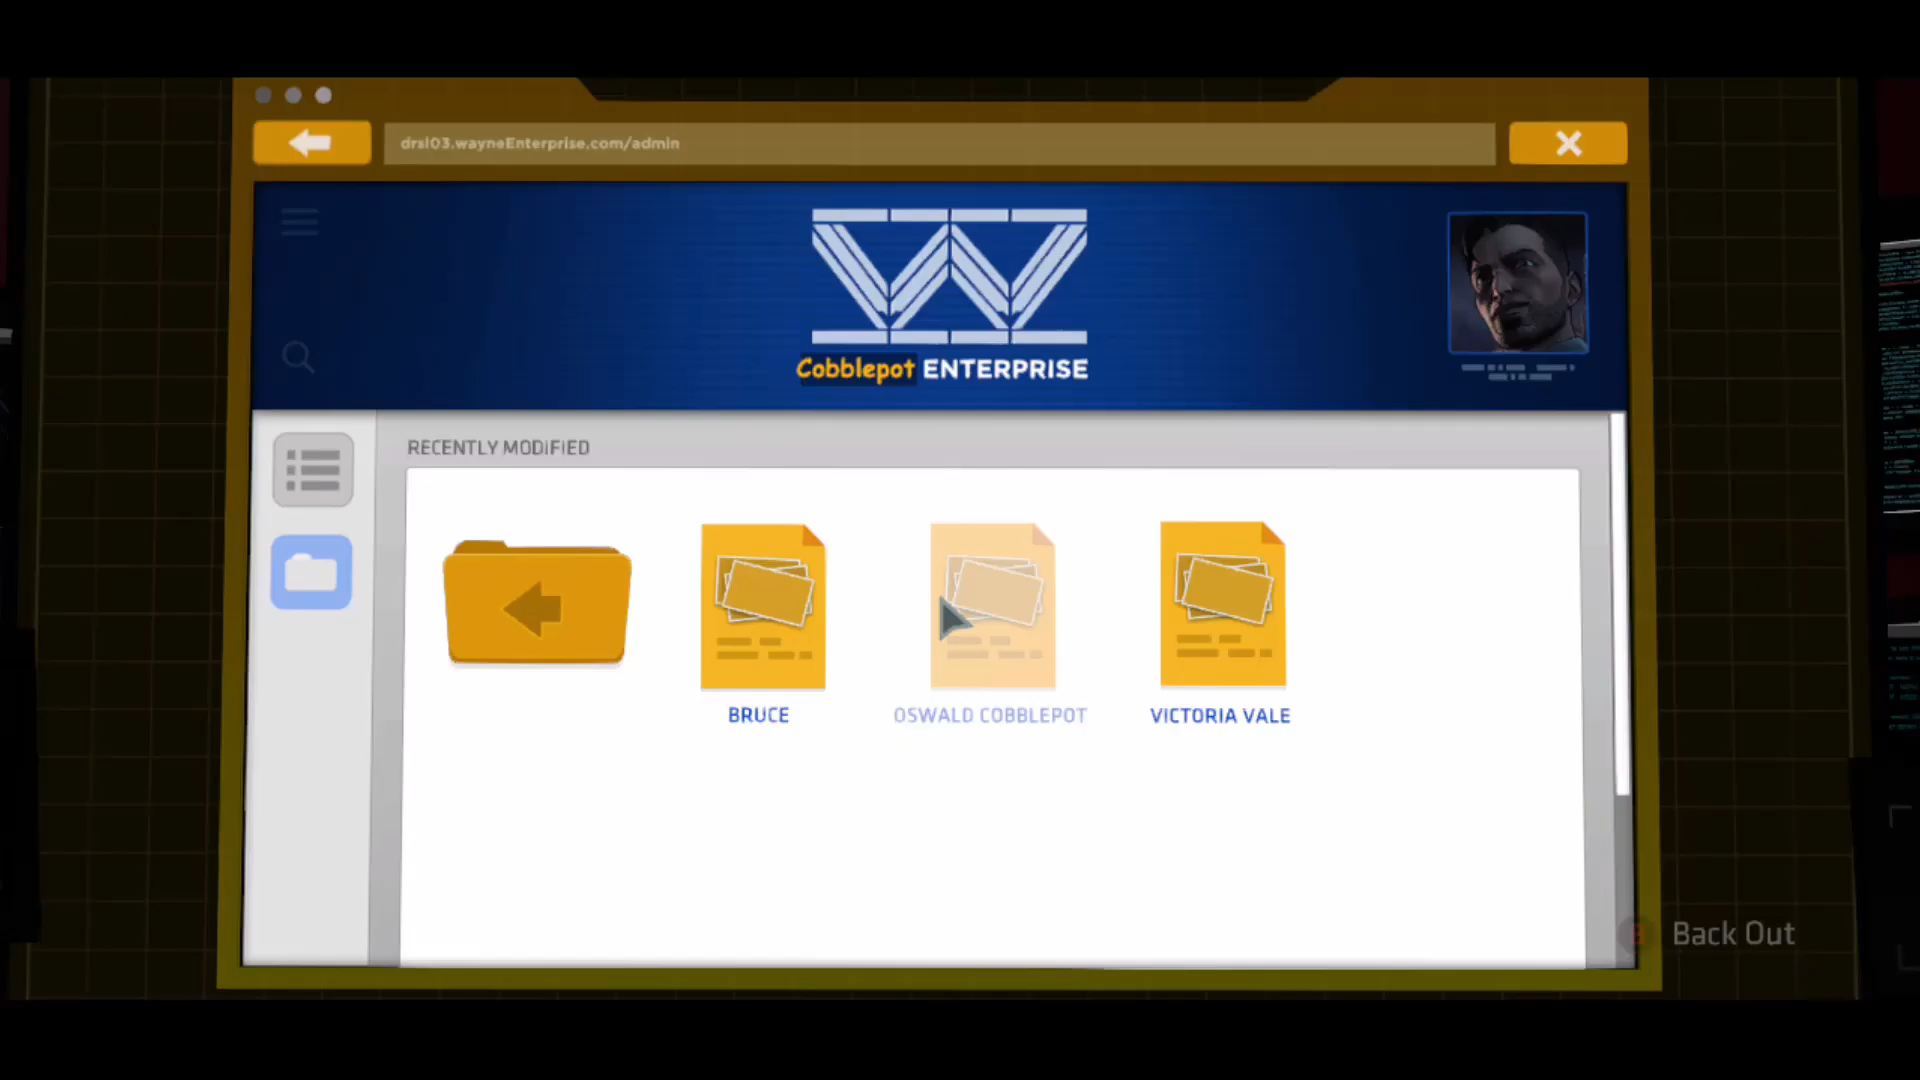 drsl03.wayneEnterprise.com/admin
Cobblepot ENTERPRISE
RECENTLY MODIFIED
BRUCE
OSWALD COBBLEPOT
VICTORIA VALE
B Back Out